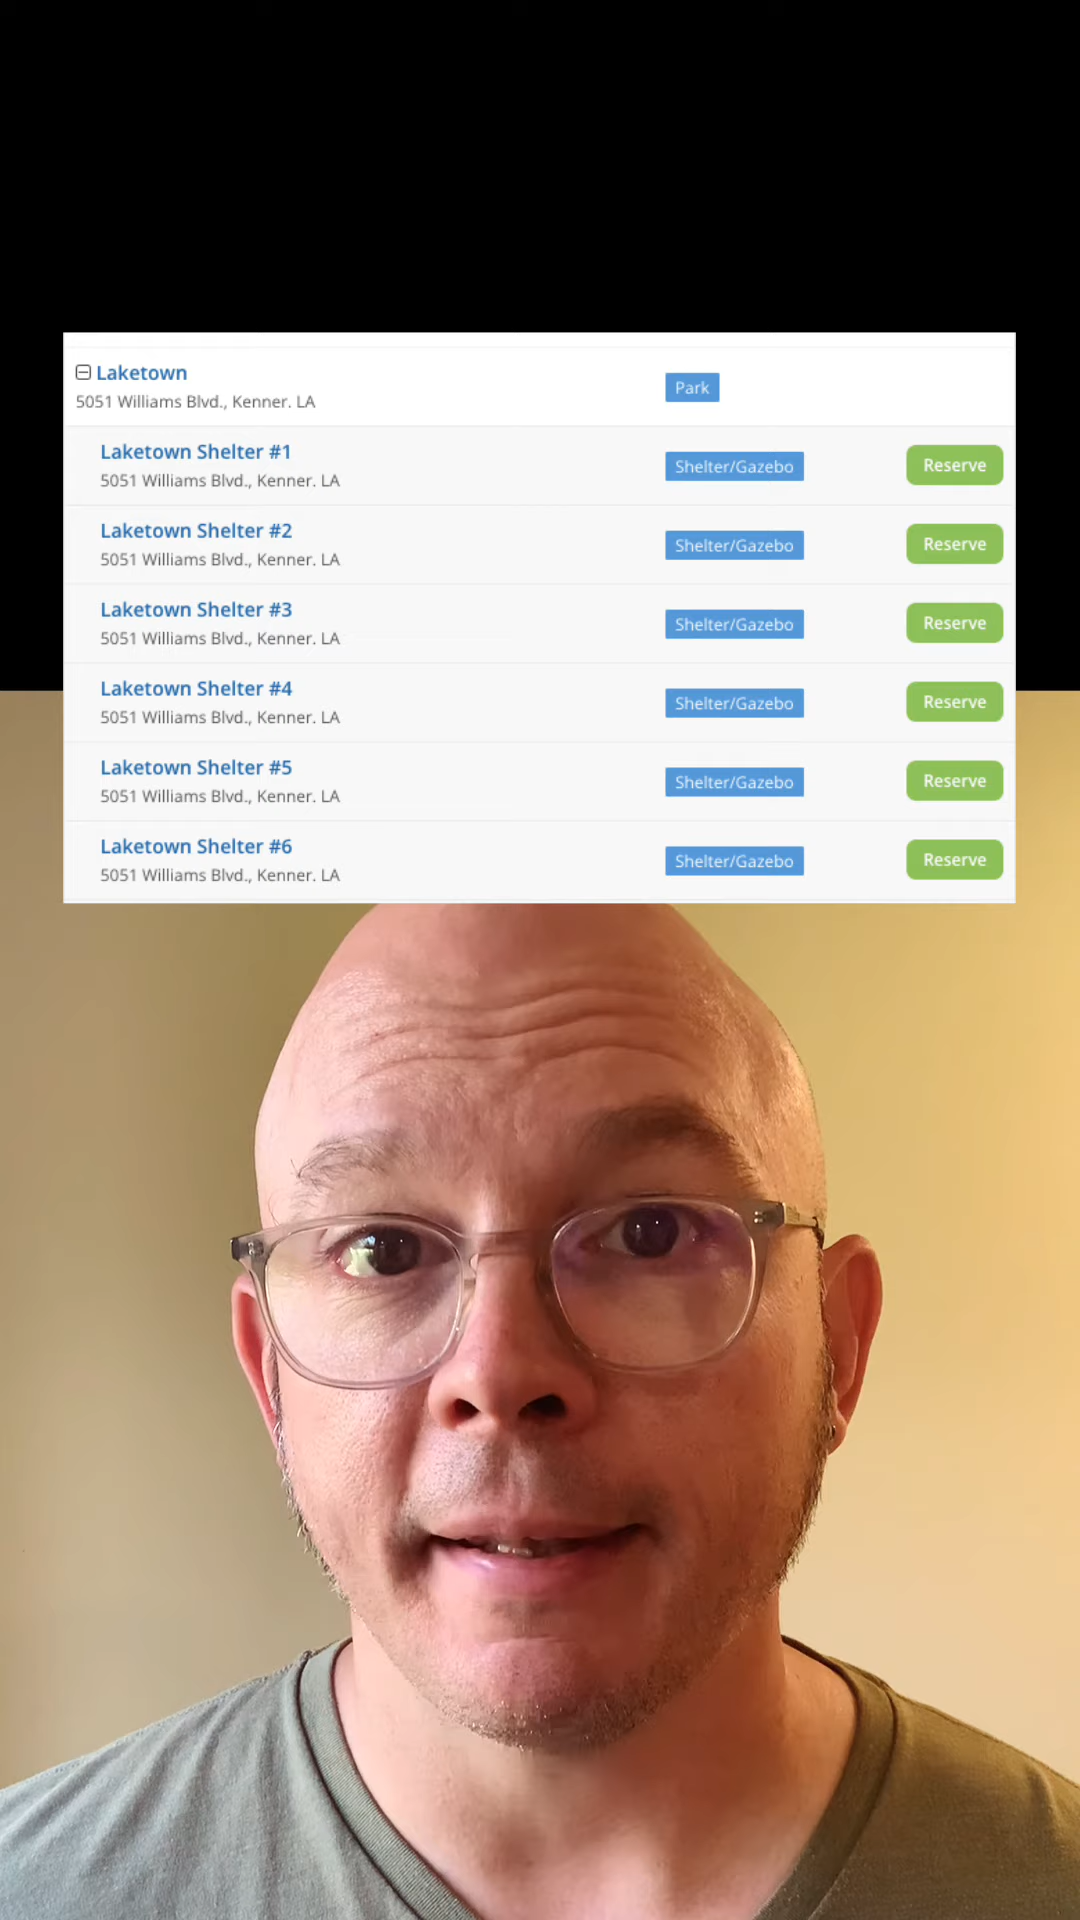 Laketown
5051 Williams Blvd., Kenner. LA
Park
Laketown Shelter #1
5051 Williams Blvd., Kenner. LA
Shelter/Gazebo
Reserve
Laketown Shelter #2
5051 Williams Blvd., Kenner. LA
Shelter/Gazebo
Reserve
Laketown Shelter #3
5051 Williams Blvd., Kenner. LA
Shelter/Gazebo
Reserve
Laketown Shelter #4
5051 Williams Blvd., Kenner. LA
Shelter/Gazebo
Reserve
Laketown Shelter #5
5051 Williams Blvd., Kenner. LA
Shelter/Gazebo
Reserve
Laketown Shelter #6
5051 Williams Blvd., Kenner. LA
Shelter/Gazebo
Reserve